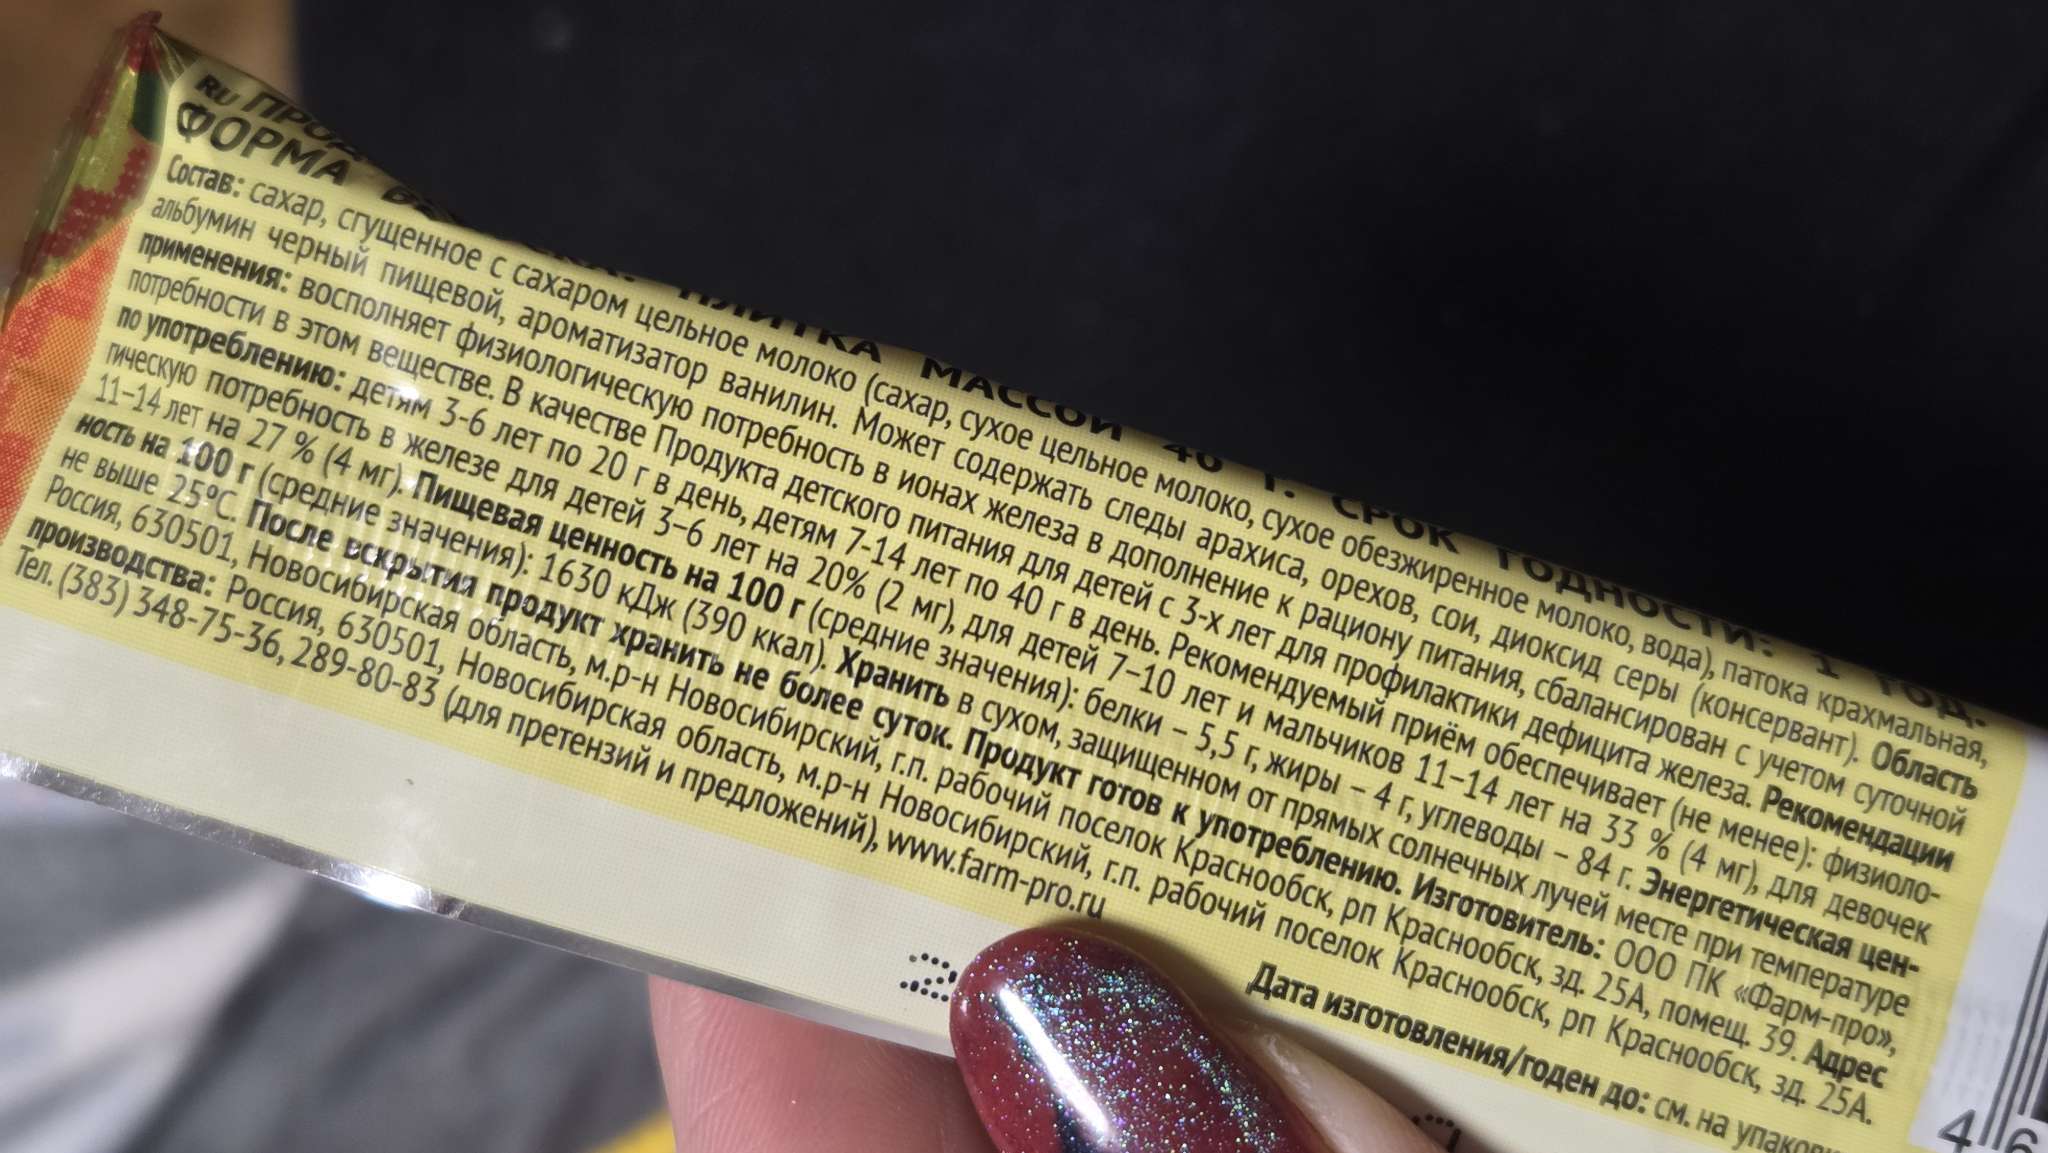 RU ПРОД
ФОРМА ПЛИТКА МАССОЙ 40 Г. СРОК ГОДНОСТИ: 1 ГОД.
Состав: сахар, сгущенное с сахаром цельное молоко (сахар, сухое цельное молоко, сухое обезжиренное молоко, вода), патока крахмальная,
альбумин черный пищевой, ароматизатор ванилин. Может содержать следы арахиса, орехов, сои, диоксид серы (консервант). Область
применения: восполняет физиологическую потребность в ионах железа в дополнение к рациону питания, сбалансирован с учетом суточной
потребности в этом веществе. В качестве Продукта детского питания для детей с 3-х лет для профилактики дефицита железа. Рекомендации
по употреблению: детям 3-6 лет по 20 г в день, детям 7-14 лет по 40 г в день. Рекомендуемый приём обеспечивает (не менее): физиоло-
гическую потребность в железе для детей 3–6 лет на 20% (2 мг), для детей 7–10 лет и мальчиков 11–14 лет на 33 % (4 мг), для девочек
11–14 лет на 27 % (4 мг). Пищевая ценность на 100 г (средние значения): белки – 5,5 г, жиры – 4 г, углеводы – 84 г. Энергетическая цен-
ность на 100 г (средние значения): 1630 кДж (390 ккал). Хранить в сухом, защищенном от прямых солнечных лучей месте при температуре
не выше 25°С. После вскрытия продукт хранить не более суток. Продукт готов к употреблению. Изготовитель: ООО ПК «Фарм-про»,
Россия, 630501, Новосибирская область, м.р-н Новосибирский, г.п. рабочий поселок Краснообск, рп Краснообск, зд. 25А, помещ. 39. Адрес
производства: Россия, 630501, Новосибирская область, м.р-н Новосибирский, г.п. рабочий поселок Краснообск, рп Краснообск, зд. 25А.
Тел. (383) 348-75-36, 289-80-83 (для претензий и предложений), www.farm-pro.ru
Дата изготовления/годен до: см. на упаковк
2
4 6